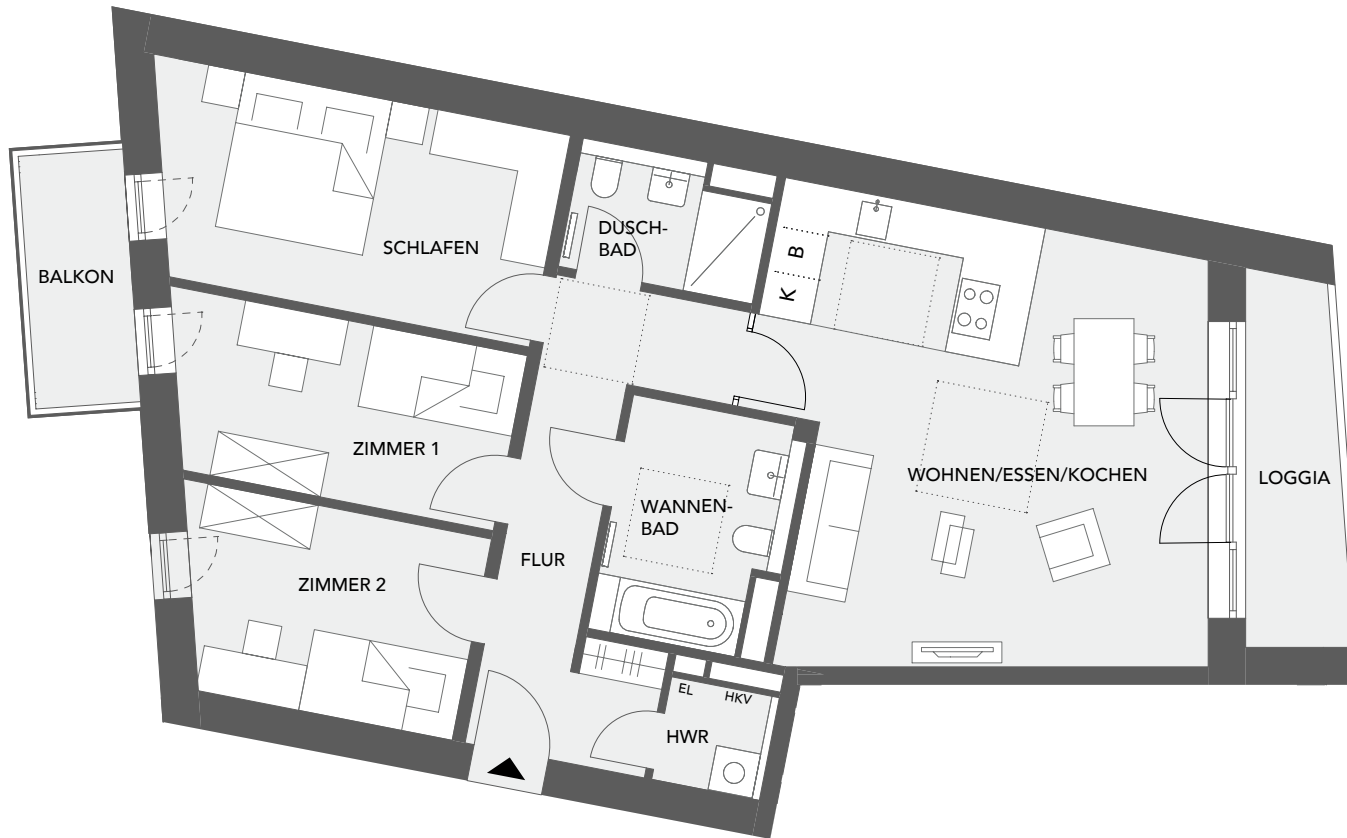 SCHLAFEN
DUSCH-
BAD
B
K
BALKON
ZIMMER 1
WANNEN-
BAD
WOHNEN/ESSEN/KOCHEN
LOGGIA
FLUR
ZIMMER 2
EL
HKV
HWR